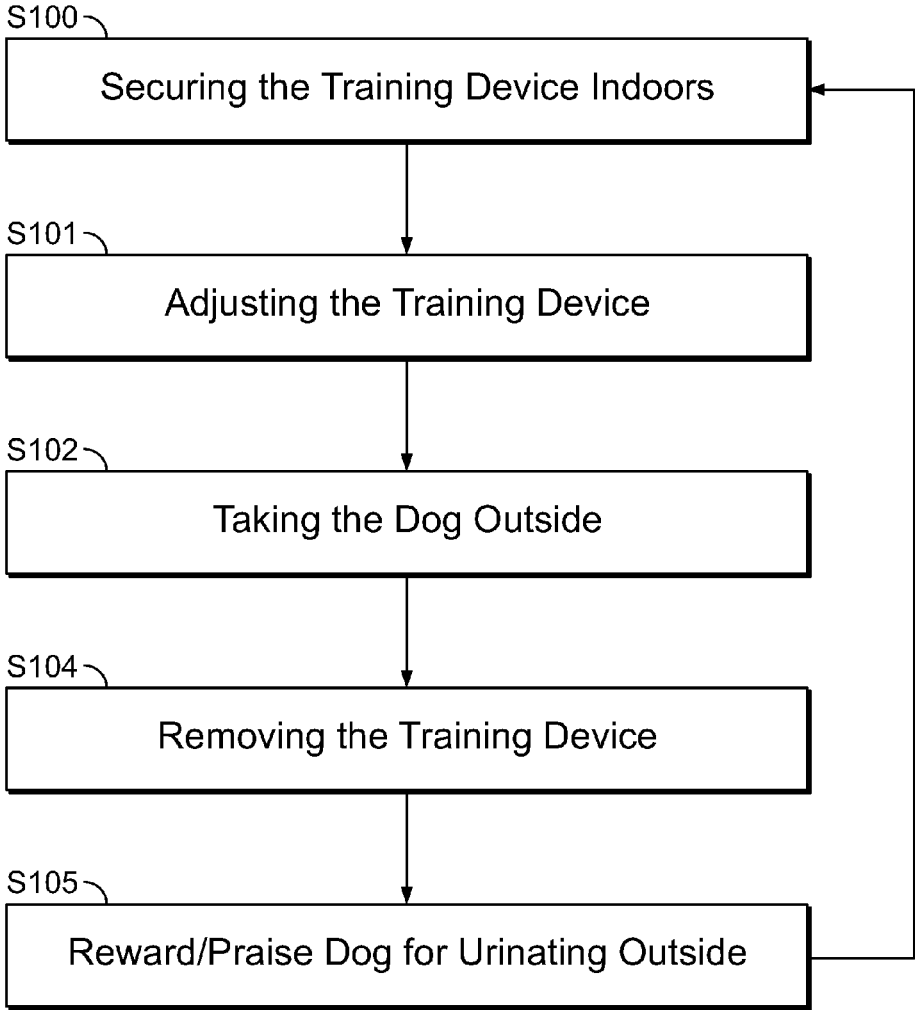 S100
Securing the Training Device Indoors
S101
Adjusting the Training Device
S102
Taking the Dog Outside
S104
Removing the Training Device
S105
Reward/Praise Dog for Urinating Outside